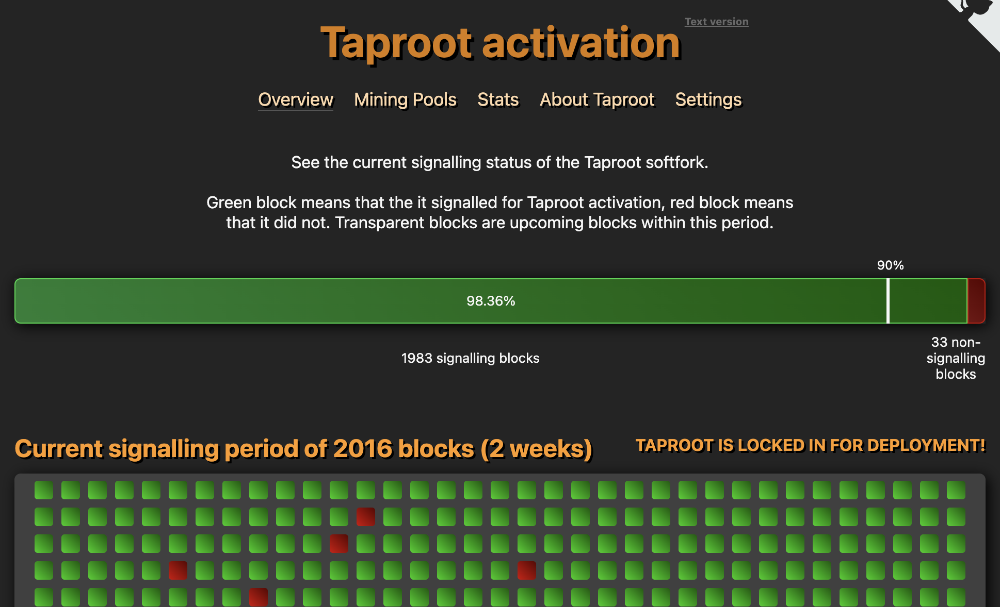 Text version
Taproot activation
Overview Mining Pools Stats About Taproot Settings
See the current signalling status of the Taproot softfork.
Green block means that the it signalled for Taproot activation, red block means
that it did not. Transparent blocks are upcoming blocks within this period.
90%
98.36%
1983 signalling blocks
33 non-
signalling
blocks
Current signalling period of 2016 blocks (2 weeks)
TAPROOT IS LOCKED IN FOR DEPLOYMENT!